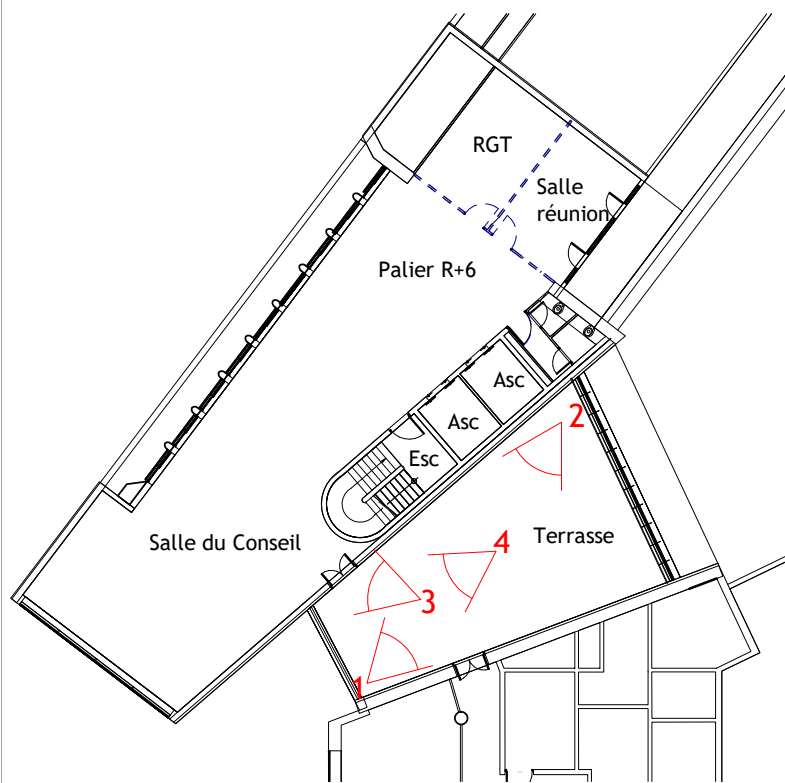 RGT
Salle
réunion
Palier R+6
Asc
Asc
Esc
2
Salle du Conseil
4
Terrasse
3
1